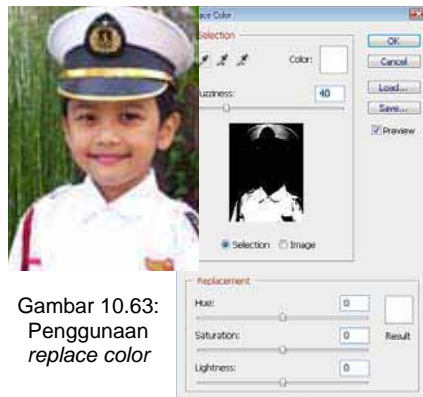 ace Color
Selection
Color:
uzziness:
40
Selection
Image
OK
Cancel
Load...
Save...
Preview
Replacement
Hue:
0
Saturation:
0
Result
Lightness:
0
Gambar 10.63:
Penggunaan
replace color